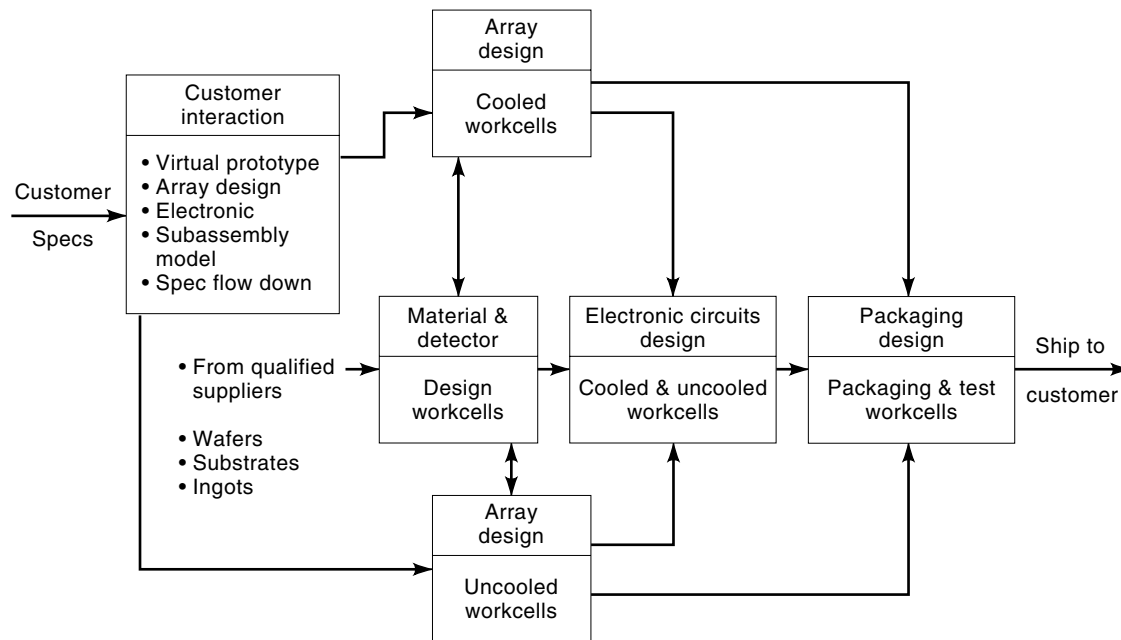 Array
design
Cooled
workcells
Customer
interaction
• Virtual prototype
• Array design
• Electronic
• Subassembly
model
• Spec flow down
Customer
Specs
Material &
detector
Design
workcells
Electronic circuits
design
Cooled & uncooled
workcells
Packaging
design
Packaging & test
workcells
Ship to
customer
• From qualified
suppliers
• Wafers
• Substrates
• Ingots
Array
design
Uncooled
workcells